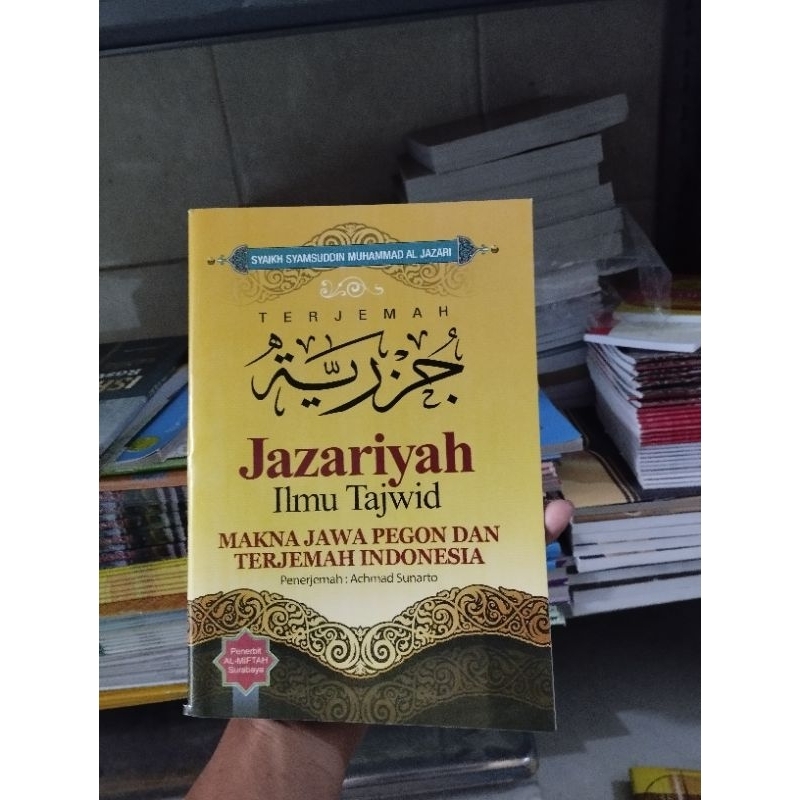 SYAIKH SYAMSUDDIN MUHAMMAD AL JAZARI
TERJEMAH
جُزَرِيَّة
Jazariyah
Ilmu Tajwid
MAKNA JAWA PEGON DAN
TERJEMAH INDONESIA
Penerjemah : Achmad Sunarto
Penerbit
AL-MIFTAH
Surabaya